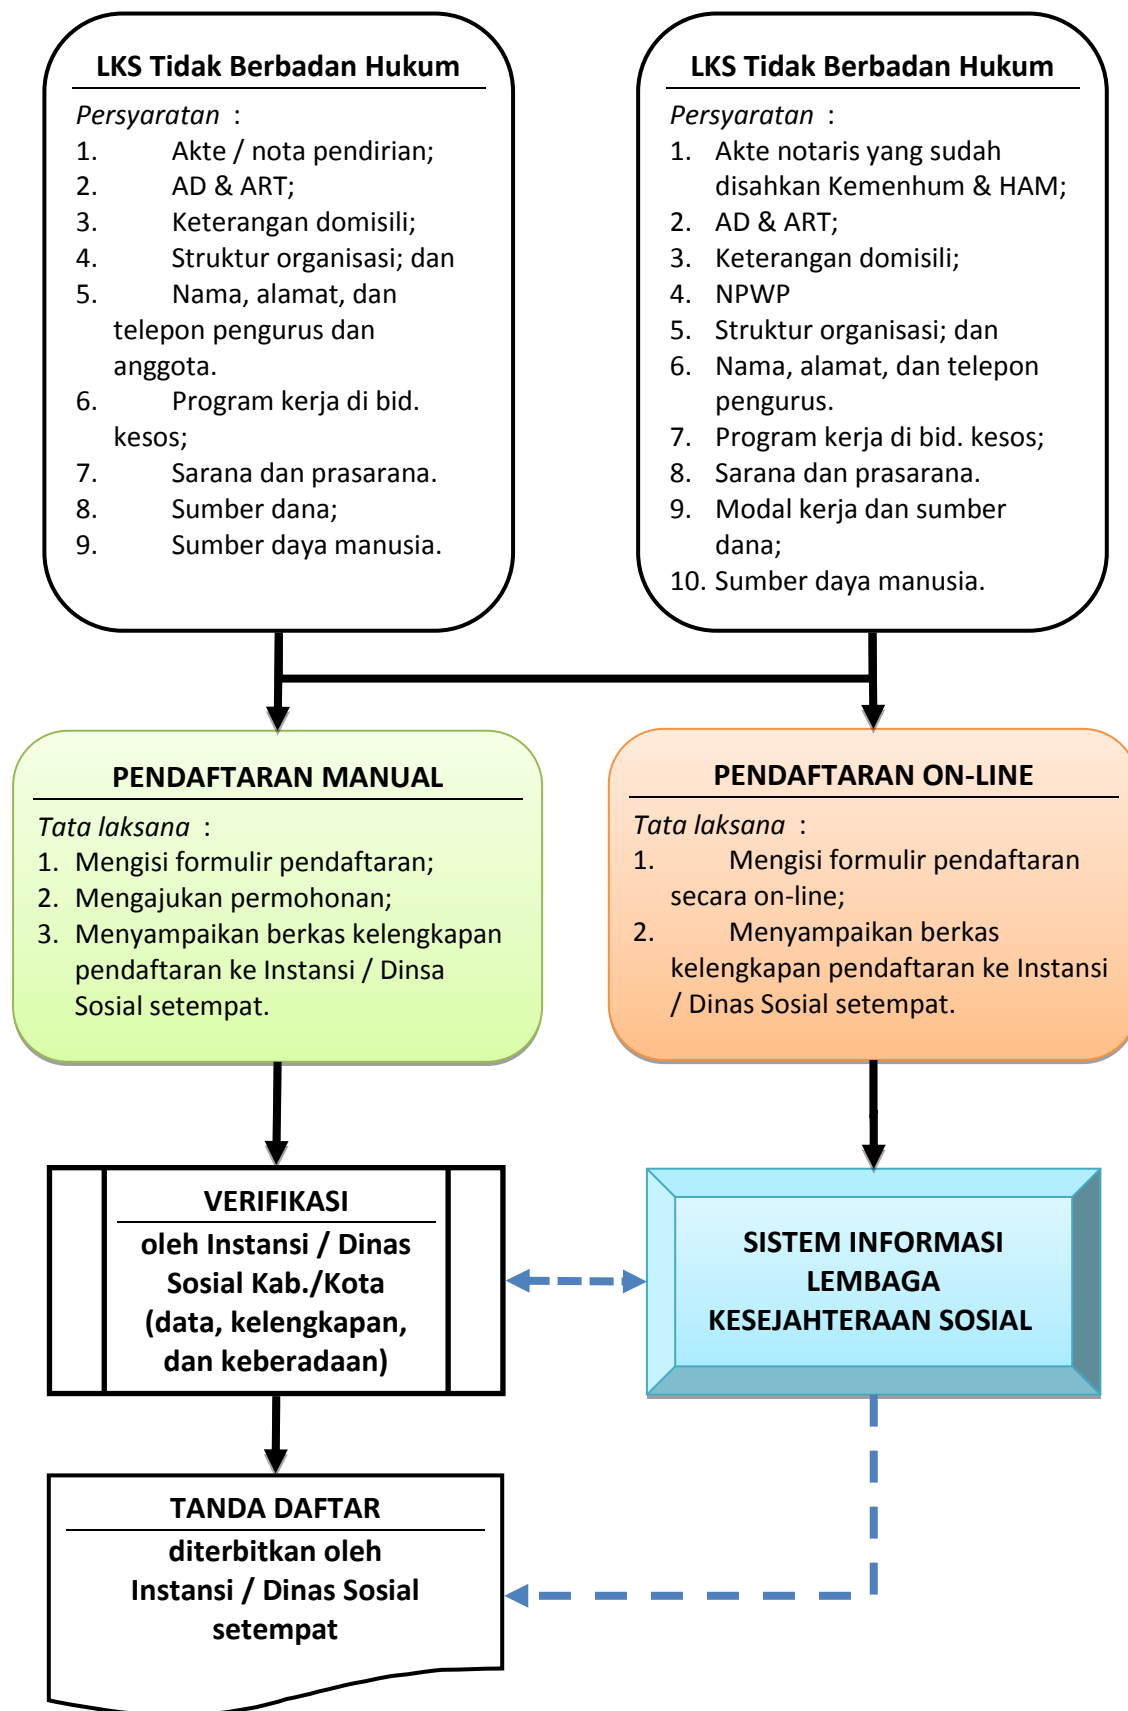 LKS Tidak Berbadan Hukum
Persyaratan :
1. Akte / nota pendirian;
2. AD & ART;
3. Keterangan domisili;
4. Struktur organisasi; dan
5. Nama, alamat, dan
telepon pengurus dan
anggota.
6. Program kerja di bid.
kesos;
7. Sarana dan prasarana.
8. Sumber dana;
9. Sumber daya manusia.
LKS Tidak Berbadan Hukum
Persyaratan :
1. Akte notaris yang sudah
disahkan Kemenhum & HAM;
2. AD & ART;
3. Keterangan domisili;
4. NPWP
5. Struktur organisasi; dan
6. Nama, alamat, dan telepon
pengurus.
7. Program kerja di bid. kesos;
8. Sarana dan prasarana.
9. Modal kerja dan sumber
dana;
10. Sumber daya manusia.
PENDAFTARAN MANUAL
Tata laksana :
1. Mengisi formulir pendaftaran;
2. Mengajukan permohonan;
3. Menyampaikan berkas kelengkapan
pendaftaran ke Instansi / Dinsa
Sosial setempat.
PENDAFTARAN ON-LINE
Tata laksana :
1. Mengisi formulir pendaftaran
secara on-line;
2. Menyampaikan berkas
kelengkapan pendaftaran ke Instansi
/ Dinas Sosial setempat.
VERIFIKASI
oleh Instansi / Dinas
Sosial Kab./Kota
(data, kelengkapan,
dan keberadaan)
SISTEM INFORMASI
LEMBAGA
KESEJAHTERAAN SOSIAL
TANDA DAFTAR
diterbitkan oleh
Instansi / Dinas Sosial
setempat